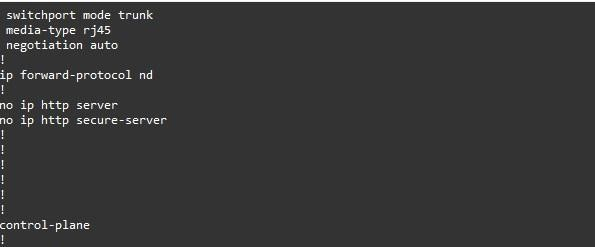 switchport mode trunk
media-type rj45
negotiation auto
!
ip forward-protocol nd
!
no ip http server
no ip http secure-server
!
!
!
!
!
!
control-plane
!